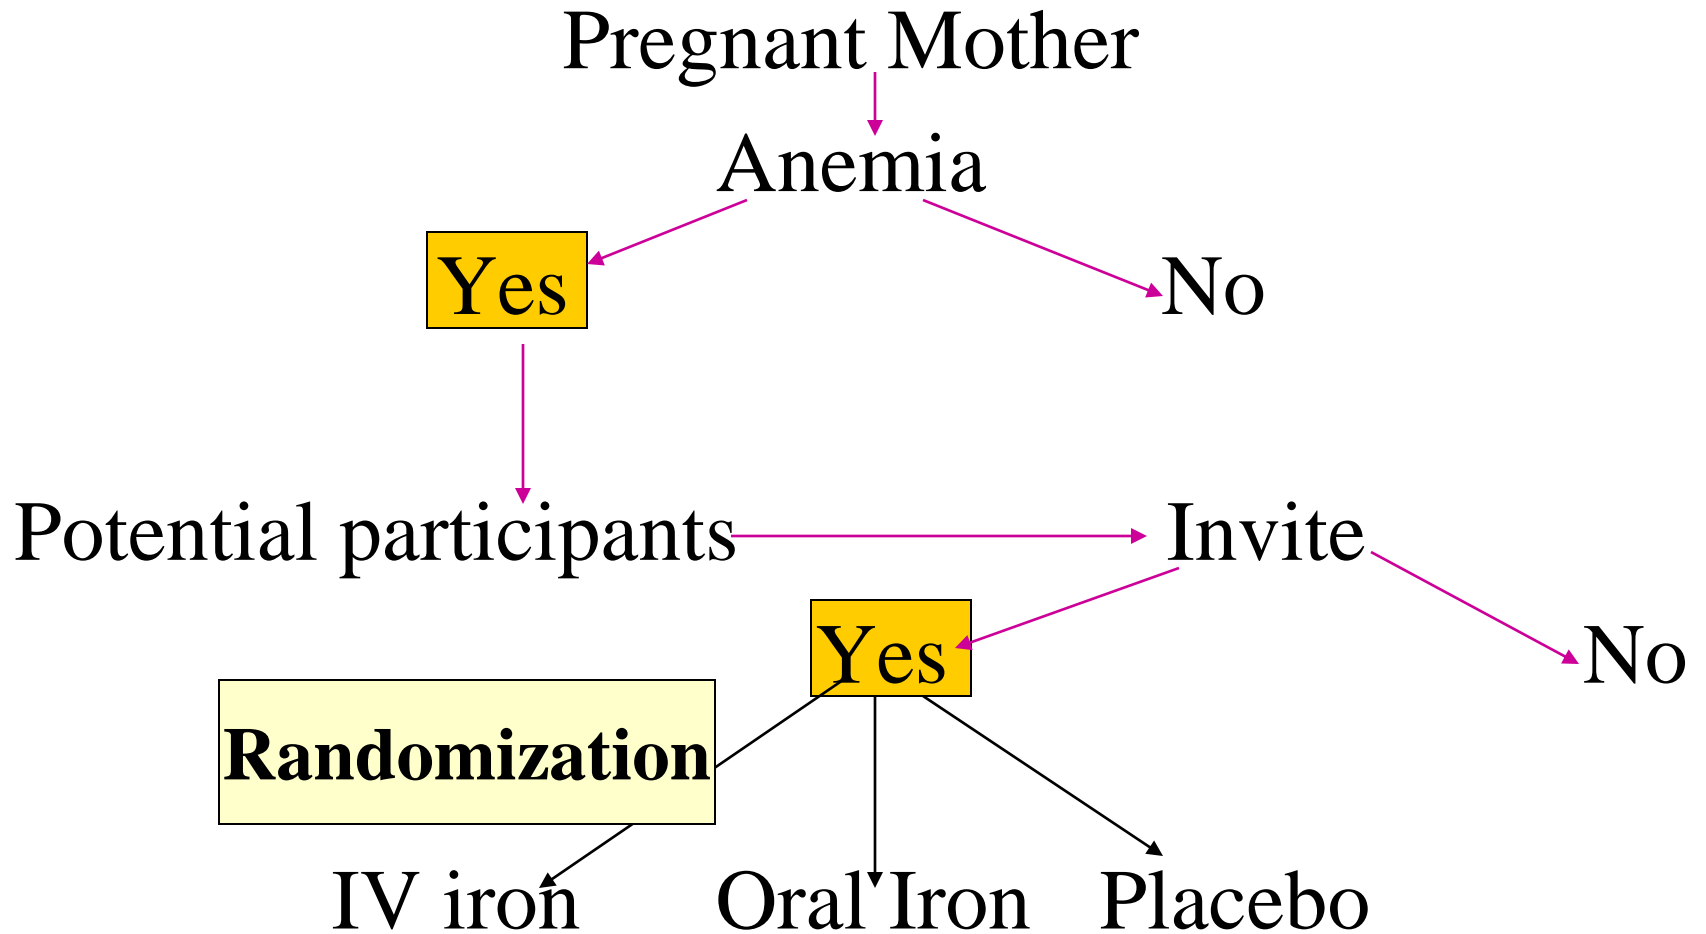 Pregnant Mother
Anemia
Yes
No
Potential participants
Invite
Yes
No
Randomization
IV iron
Oral Iron
Placebo